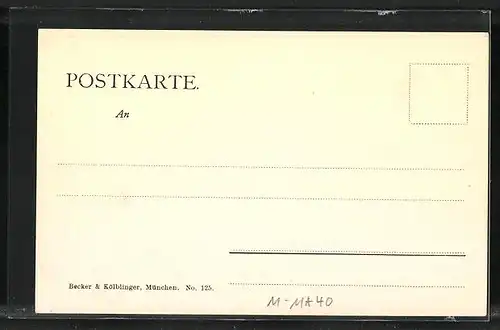 POSTKARTE.
An
Becker & Kölblinger, München. No. 125.
M-MA40